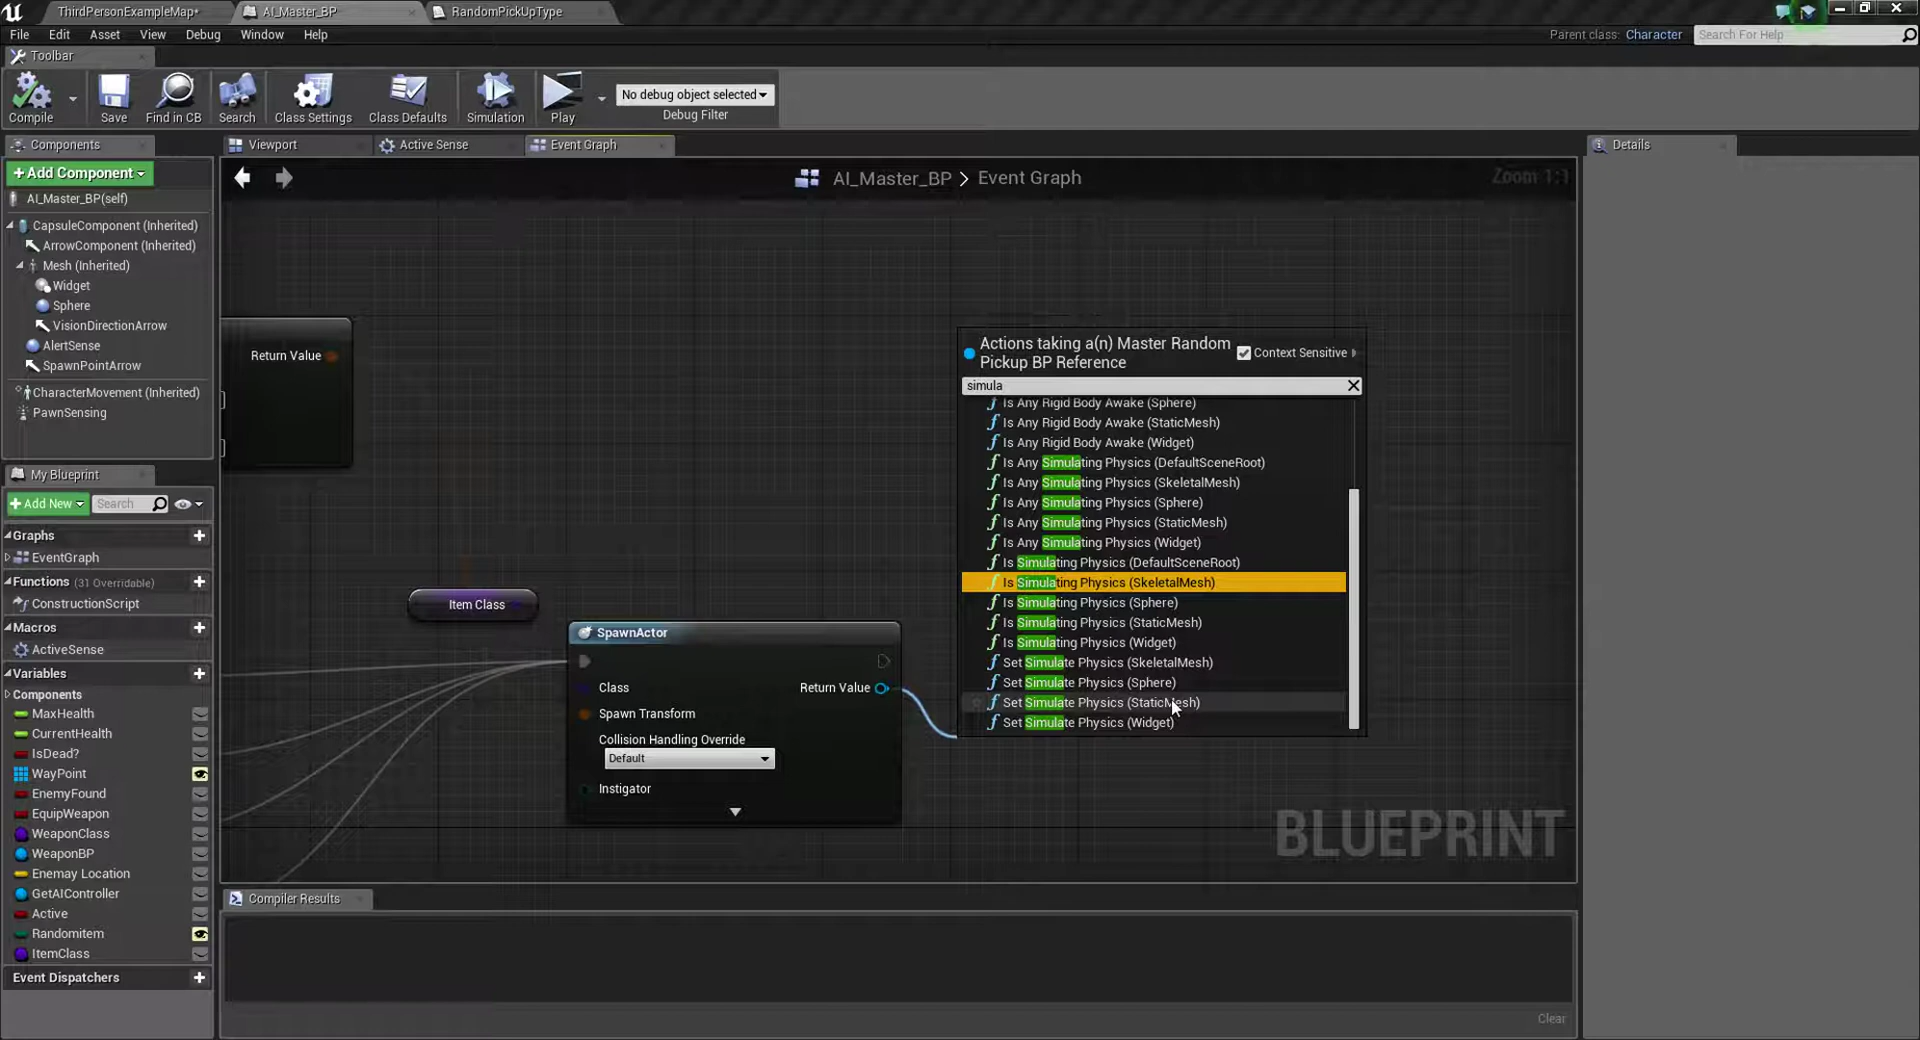 ThirdPersonExampleMap*
AI_Master_BP
RandomPickUpType
File Edit Asset View Debug Window Help
Parent class: Character
Search For Help
Toolbar
Compile
Save
Find in CB
Search
Class Settings
Class Defaults
Simulation
Play
No debug object selected
Debug Filter
Components
+Add Component
AI_Master_BP(self)
CapsuleComponent (Inherited)
ArrowComponent (Inherited)
Mesh (Inherited)
Widget
Sphere
VisionDirectionArrow
AlertSense
SpawnPointArrow
CharacterMovement (Inherited)
PawnSensing
My Blueprint
+Add New
Search
Graphs
EventGraph
Functions (31 Overridable)
ConstructionScript
Macros
ActiveSense
Variables
Components
MaxHealth
CurrentHealth
IsDead?
WayPoint
EnemyFound
EquipWeapon
WeaponClass
WeaponBP
Enemay Location
GetAIController
Active
Randomitem
ItemClass
Event Dispatchers
Viewport
Active Sense
Event Graph
AI_Master_BP > Event Graph
Zoom 1:1
Return Value
Item Class
SpawnActor
Class
Return Value
Spawn Transform
Collision Handling Override
Default
Instigator
Actions taking a(n) Master Random
Pickup BP Reference
Context Sensitive
simula
Is Any Rigid Body Awake (Sphere)
Is Any Rigid Body Awake (StaticMesh)
Is Any Rigid Body Awake (Widget)
Is Any Simulating Physics (DefaultSceneRoot)
Is Any Simulating Physics (SkeletalMesh)
Is Any Simulating Physics (Sphere)
Is Any Simulating Physics (StaticMesh)
Is Any Simulating Physics (Widget)
Is Simulating Physics (DefaultSceneRoot)
Is Simulating Physics (SkeletalMesh)
Is Simulating Physics (Sphere)
Is Simulating Physics (StaticMesh)
Is Simulating Physics (Widget)
Set Simulate Physics (SkeletalMesh)
Set Simulate Physics (Sphere)
Set Simulate Physics (StaticMesh)
Set Simulate Physics (Widget)
BLUEPRINT
Compiler Results
Clear
Details